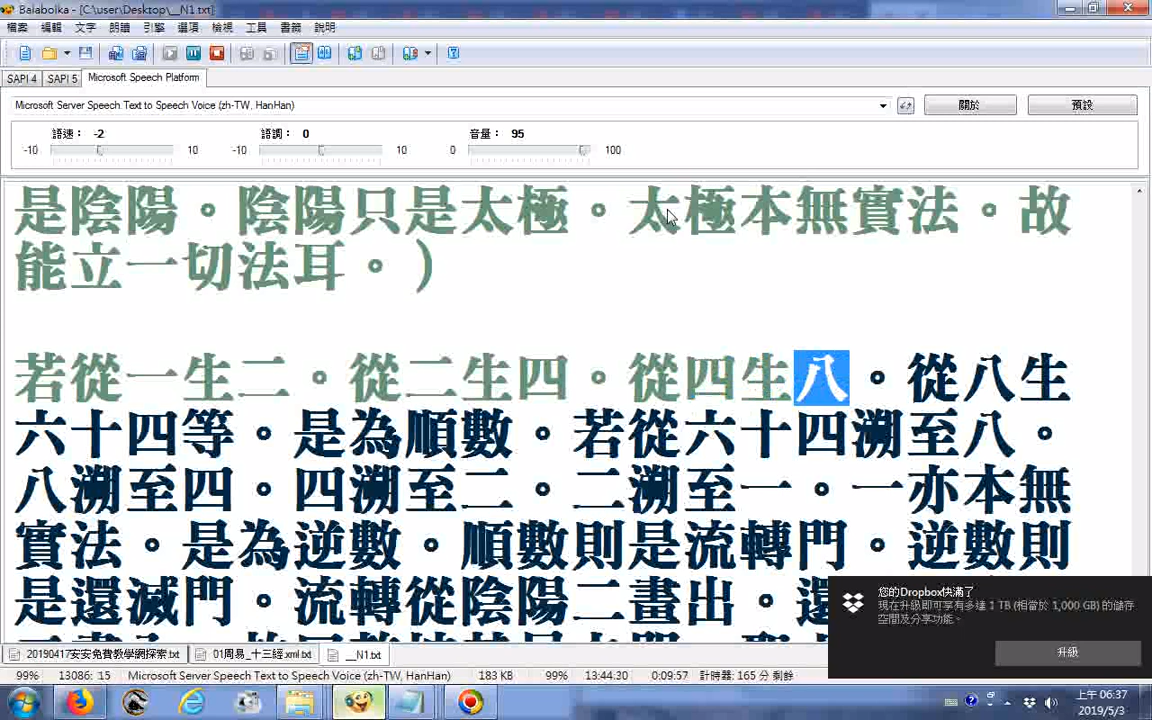 Balabolka - [C:\user\Desktop\__N1.txt]
檔案 編輯 文字 朗讀 引擎 選項 檢視 工具 書籤 說明
SAPI 4 SAPI 5 Microsoft Speech Platform
Microsoft Server Speech Text to Speech Voice (zh-TW, HanHan) 關於 預設
語速： -2 語調： 0 音量： 95
-10 10 -10 10 0 100
是陰陽。陰陽只是太極。太極本無實法。故
能立一切法耳。）
若從一生二。從二生四。從四生八。從八生
六十四等。是為順數。若從六十四溯至八。
八溯至四。四溯至二。二溯至一。一亦本無
實法。是為逆數。順數則是流轉門。逆數則
是還滅門。流轉從陰陽二畫出。還
您的Dropbox快滿了
現在升級即可享有多達 1 TB (相當於 1,000 GB) 的儲存
空間及分享功能。
升級
20190417安安免費教學網探索.txt 01周易_十三經.xml.txt __N1.txt
99% 13086: 15 Microsoft Server Speech Text to Speech Voice (zh-TW, HanHan) 183 KB 99% 13:44:30 0:09:57 計時器: 165 分 剩餘
上午 06:37
2019/5/3